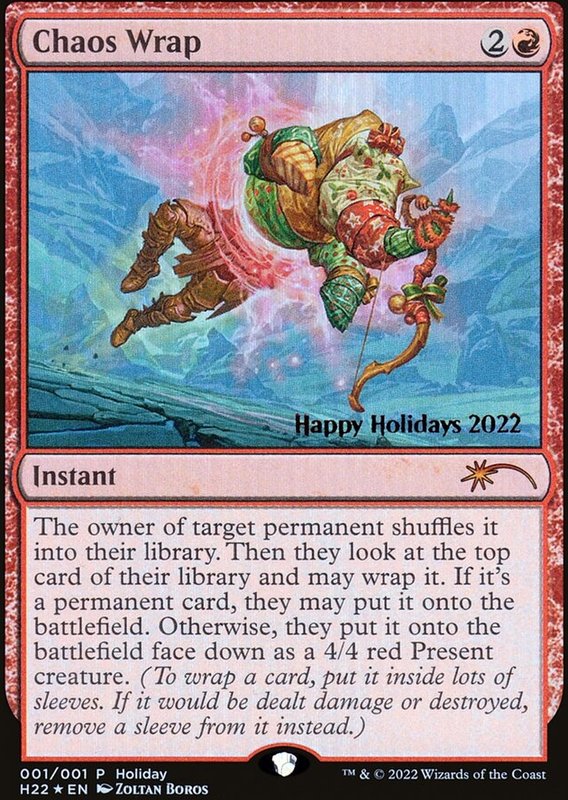 Chaos Wrap 2
Happy Holidays 2022
Instant
The owner of target permanent shuffles it
into their library. Then they look at the top
card of their library and may wrap it. If it's
a permanent card, they may put it onto the
battlefield. Otherwise, they put it onto the
battlefield face down as a 4/4 red Present
creature. (To wrap a card, put it inside lots of
sleeves. If it would be dealt damage or destroyed,
remove a sleeve from it instead.)
001/001 P Holiday
H22★EN Zoltan Boros
™ & © 2022 Wizards of the Coast